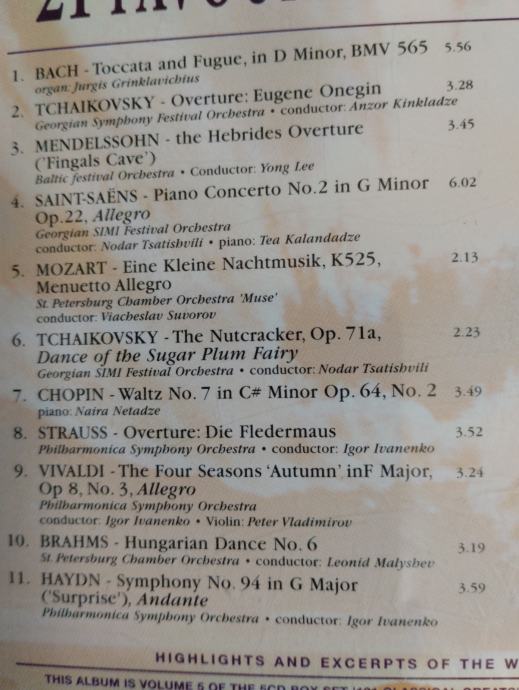 1. BACH - Toccata and Fugue, in D Minor, BMV 565 5.56
organ: Jurgis Grinklavichius
2. TCHAIKOVSKY - Overture: Eugene Onegin 3.28
Georgian Symphony Festival Orchestra • conductor: Anzor Kinkladze
3. MENDELSSOHN - the Hebrides Overture 3.45
('Fingals Cave')
Baltic festival Orchestra • Conductor: Yong Lee
4. SAINT-SAËNS - Piano Concerto No.2 in G Minor 6.02
Op.22, Allegro
Georgian SIMI Festival Orchestra
conductor: Nodar Tsatishvili • piano: Tea Kalandadze
5. MOZART - Eine Kleine Nachtmusik, K525, 2.13
Menuetto Allegro
St. Petersburg Chamber Orchestra 'Muse'
conductor: Viacheslav Suvorov
6. TCHAIKOVSKY - The Nutcracker, Op. 71a, 2.23
Dance of the Sugar Plum Fairy
Georgian SIMI Festival Orchestra • conductor: Nodar Tsatishvili
7. CHOPIN - Waltz No. 7 in C# Minor Op. 64, No. 2 3.49
piano: Naira Netadze
8. STRAUSS - Overture: Die Fledermaus 3.52
Philharmonica Symphony Orchestra • conductor: Igor Ivanenko
9. VIVALDI - The Four Seasons 'Autumn' inF Major, 3.24
Op 8, No. 3, Allegro
Philharmonica Symphony Orchestra
conductor: Igor Ivanenko • Violin: Peter Vladimirov
10. BRAHMS - Hungarian Dance No. 6 3.19
St. Petersburg Chamber Orchestra • conductor: Leonid Malyshev
11. HAYDN - Symphony No. 94 in G Major 3.59
('Surprise'), Andante
Philharmonica Symphony Orchestra • conductor: Igor Ivanenko
HIGHLIGHTS AND EXCERPTS OF THE W
THIS ALBUM IS VOLUME 5 OF THE 5CD BOX SET